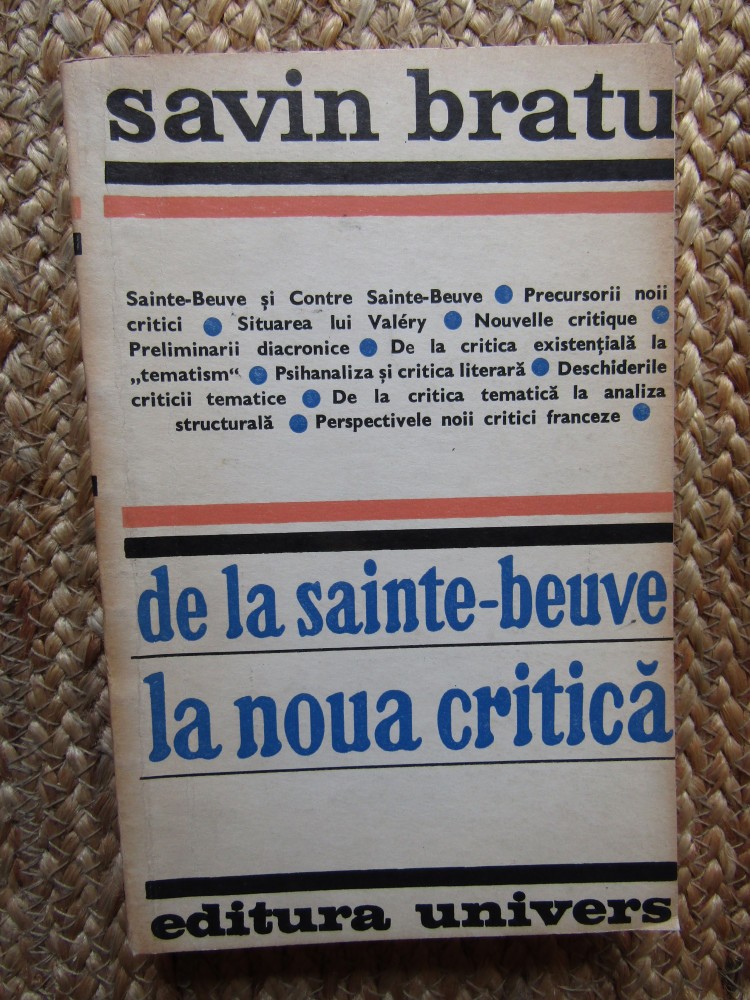 savin bratu
Sainte-Beuve și Contre Sainte-Beuve ● Precursorii noii
critici ● Situarea lui Valéry ● Nouvelle critique ●
Preliminarii diacronice ● De la critica existențială la
„tematism“ ● Psihanaliza și critica literară ● Deschiderile
criticii tematice ● De la critica tematică la analiza
structurală ● Perspectivele noii critici franceze ●
de la sainte-beuve
la noua critică
editura univers